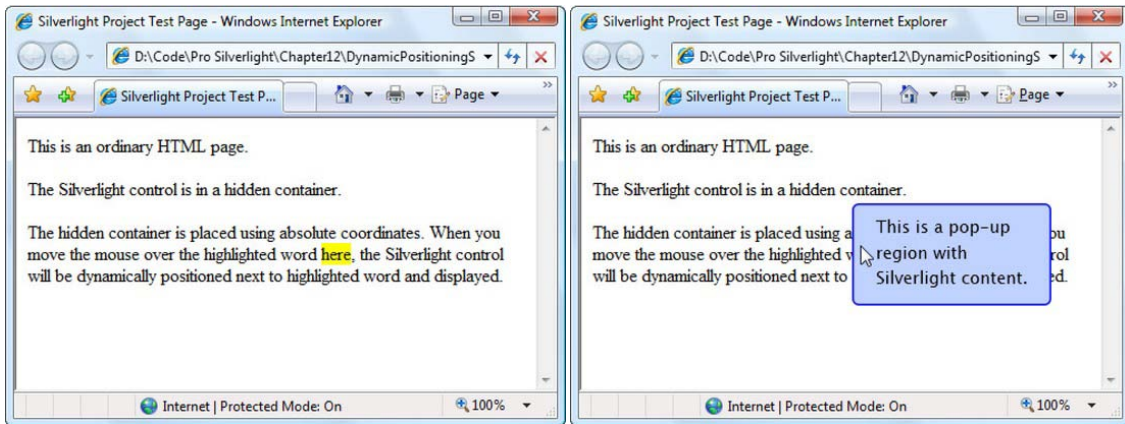 Silverlight Project Test Page - Windows Internet Explorer
D:\Code\Pro Silverlight\Chapter12\DynamicPositioningS
Silverlight Project Test P...
Page
This is an ordinary HTML page.
The Silverlight control is in a hidden container.
The hidden container is placed using absolute coordinates. When you
move the mouse over the highlighted word here, the Silverlight control
will be dynamically positioned next to highlighted word and displayed.
Internet | Protected Mode: On
100%
Silverlight Project Test Page - Windows Internet Explorer
D:\Code\Pro Silverlight\Chapter12\DynamicPositioningS
Silverlight Project Test P...
Page
This is an ordinary HTML page.
The Silverlight control is in a hidden container.
The hidden container is placed using a
move the mouse over the highlighted
will be dynamically positioned next to
This is a pop-up
region with
Silverlight content.
Internet | Protected Mode: On
100%